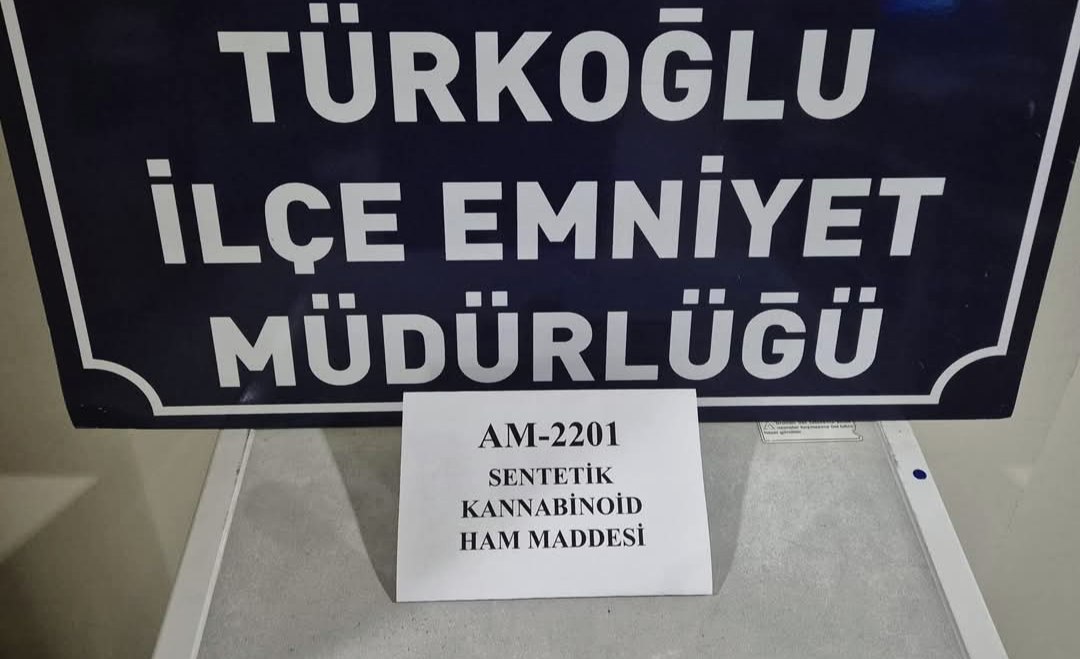 TÜRKOĞLU
İLÇE EMNİYET
MÜDÜRLÜĞÜ
AM-2201
SENTETİK
KANNABİNOİD
HAM MADDESİ